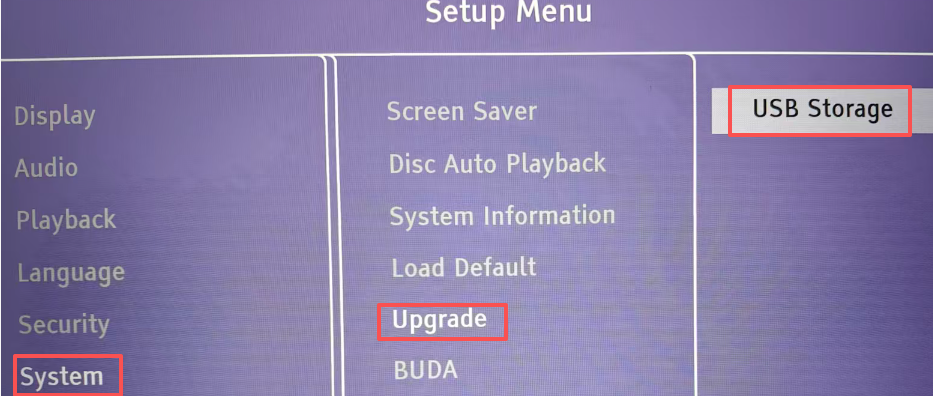 Setup Menu
Display
Audio
Playback
Language
Security
System
Screen Saver
Disc Auto Playback
System Information
Load Default
Upgrade
BUDA
USB Storage